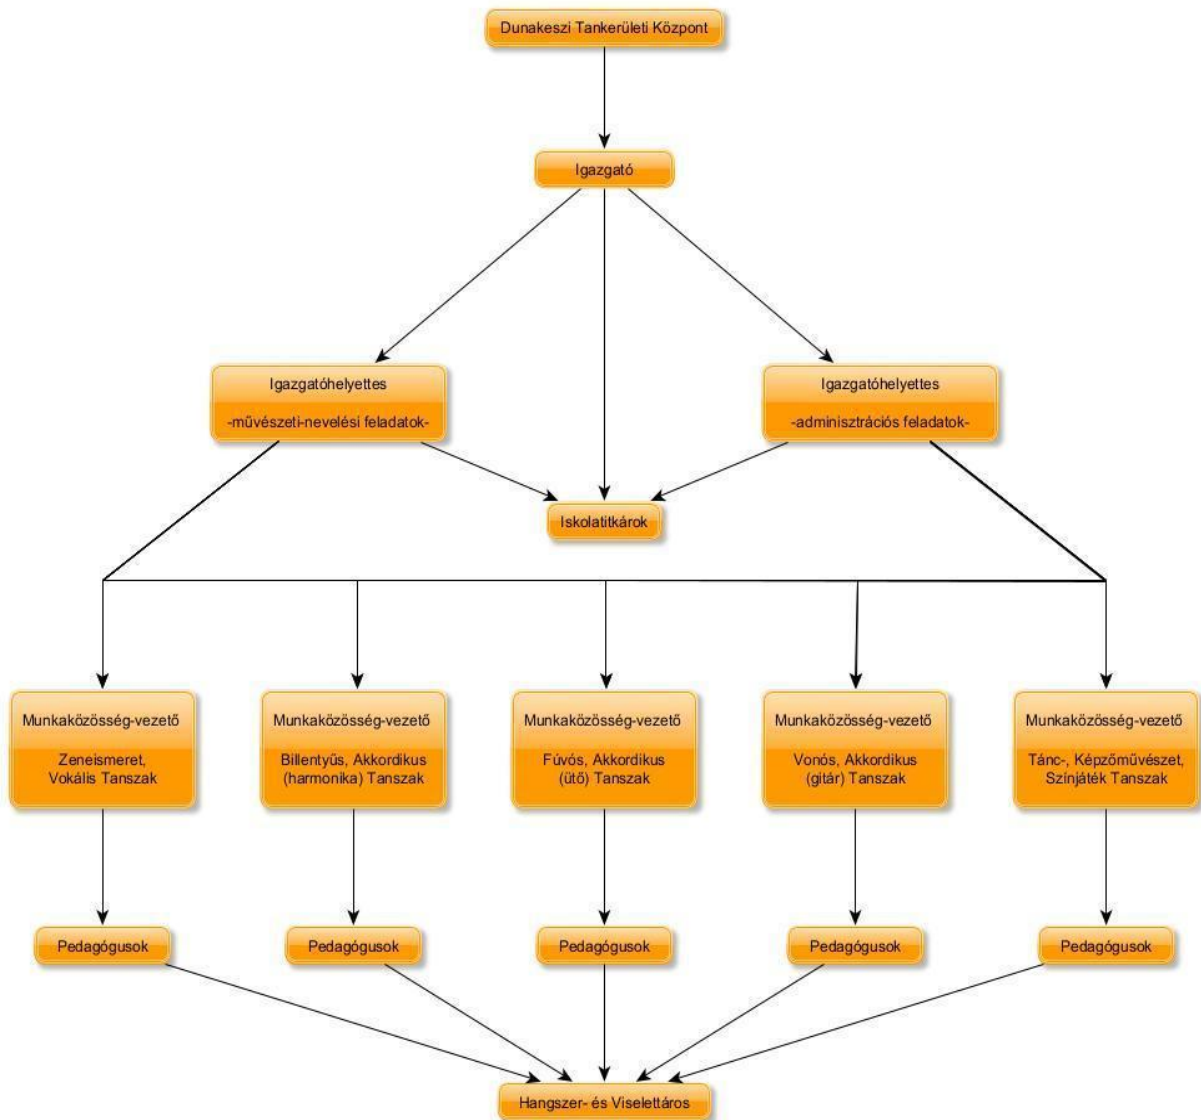 Dunakeszi Tankerületi Központ
Igazgató
Igazgatóhelyettes
-művészeti-nevelési feladatok-
Igazgatóhelyettes
-adminisztrációs feladatok-
Iskolatitkárok
Munkaközösség-vezető
Zeneismeret,
Vokális Tanszak
Munkaközösség-vezető
Billentyűs, Akkordikus
(harmonika) Tanszak
Munkaközösség-vezető
Fúvós, Akkordikus
(ütő) Tanszak
Munkaközösség-vezető
Vonós, Akkordikus
(gitár) Tanszak
Munkaközösség-vezető
Tánc-, Képzőművészet,
Színjáték Tanszak
Pedagógusok
Pedagógusok
Pedagógusok
Pedagógusok
Pedagógusok
Hangszer- és Viselettáros